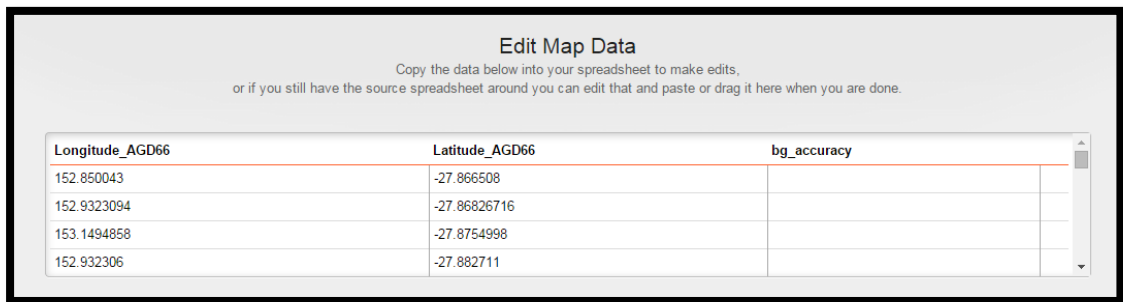 Edit Map Data
Copy the data below into your spreadsheet to make edits,
or if you still have the source spreadsheet around you can edit that and paste or drag it here when you are done.
Longitude_AGD66 Latitude_AGD66 bg_accuracy
152.850043 -27.866508
152.9323094 -27.86826716
153.1494858 -27.8754998
152.932306 -27.882711